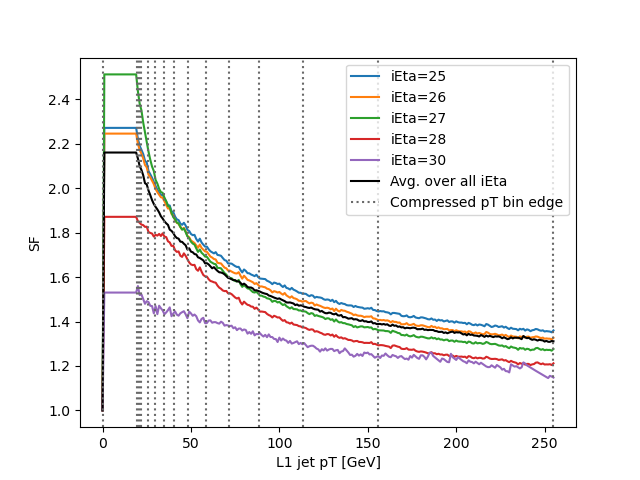 iEta=25
iEta=26
iEta=27
iEta=28
iEta=30
Avg. over all iEta
Compressed pT bin edge
SF
2.4
2.2
2.0
1.8
1.6
1.4
1.2
1.0
0 50 100 150 200 250
L1 jet pT [GeV]